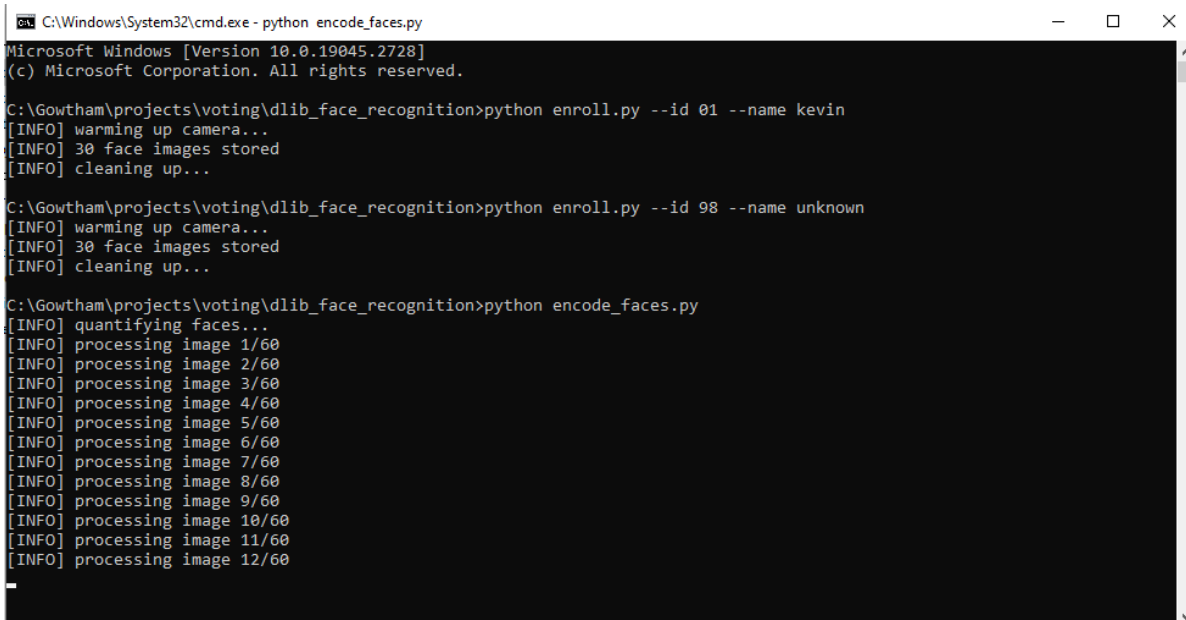 C:\Windows\System32\cmd.exe - python encode_faces.py
Microsoft Windows [Version 10.0.19045.2728]
(c) Microsoft Corporation. All rights reserved.
C:\Gowtham\projects\voting\dlib_face_recognition>python enroll.py --id 01 --name kevin
[INFO] warming up camera...
[INFO] 30 face images stored
[INFO] cleaning up...
C:\Gowtham\projects\voting\dlib_face_recognition>python enroll.py --id 98 --name unknown
[INFO] warming up camera...
[INFO] 30 face images stored
[INFO] cleaning up...
C:\Gowtham\projects\voting\dlib_face_recognition>python encode_faces.py
[INFO] quantifying faces...
[INFO] processing image 1/60
[INFO] processing image 2/60
[INFO] processing image 3/60
[INFO] processing image 4/60
[INFO] processing image 5/60
[INFO] processing image 6/60
[INFO] processing image 7/60
[INFO] processing image 8/60
[INFO] processing image 9/60
[INFO] processing image 10/60
[INFO] processing image 11/60
[INFO] processing image 12/60